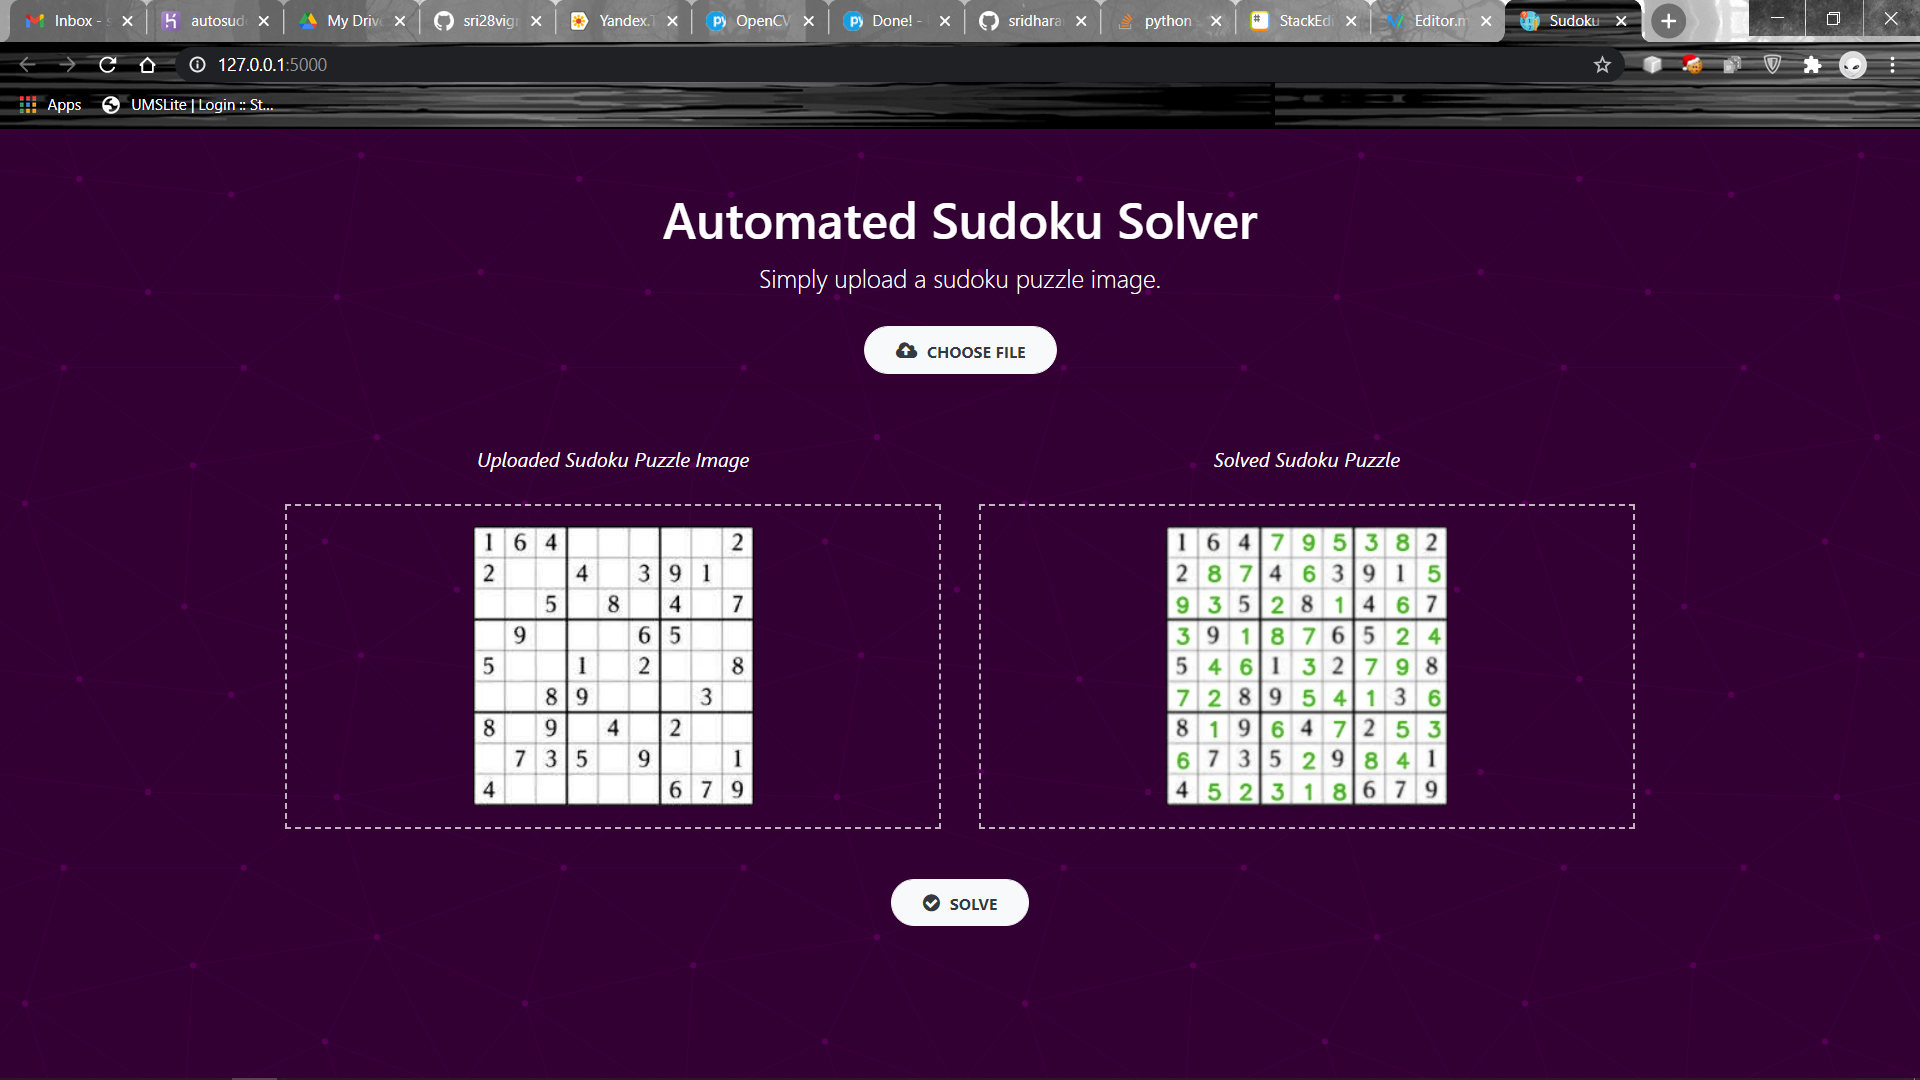 Inbox - s
autosud
My Driv
sri28vigr
Yandex.T
OpenCV
Done! -
sridhara
python
StackEdi
Editor.m
Sudoku
127.0.0.1:5000
Apps
UMSLite | Login :: St...
Automated Sudoku Solver
Simply upload a sudoku puzzle image.
CHOOSE FILE
Uploaded Sudoku Puzzle Image
1 6 4 2
2 4 3 9 1
5 8 4 7
9 6 5
5 1 2 8
8 9 3
8 9 4 2
7 3 5 9 1
4 6 7 9
Solved Sudoku Puzzle
1 6 4 7 9 5 3 8 2
2 8 7 4 6 3 9 1 5
9 3 5 2 8 1 4 6 7
3 9 1 8 7 6 5 2 4
5 4 6 1 3 2 7 9 8
7 2 8 9 5 4 1 3 6
8 1 9 6 4 7 2 5 3
6 7 3 5 2 9 8 4 1
4 5 2 3 1 8 6 7 9
SOLVE